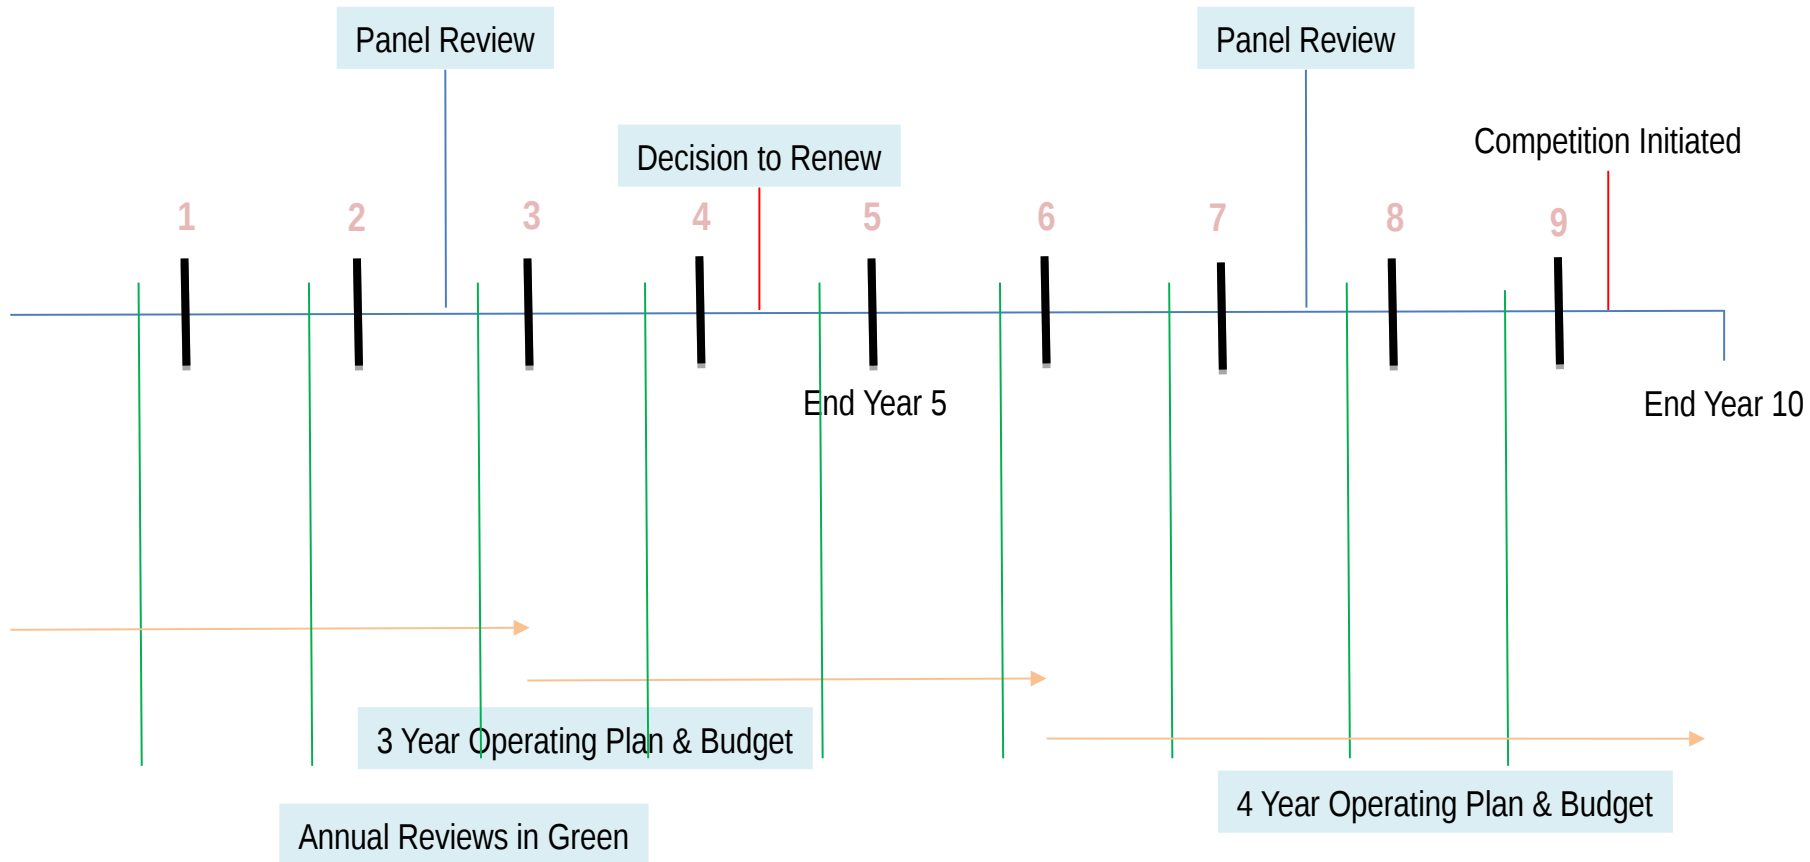 Panel Review
Panel Review
Competition Initiated
Decision to Renew
1 2 3 4 5 6 7 8 9
End Year 5
End Year 10
3 Year Operating Plan & Budget
4 Year Operating Plan & Budget
Annual Reviews in Green